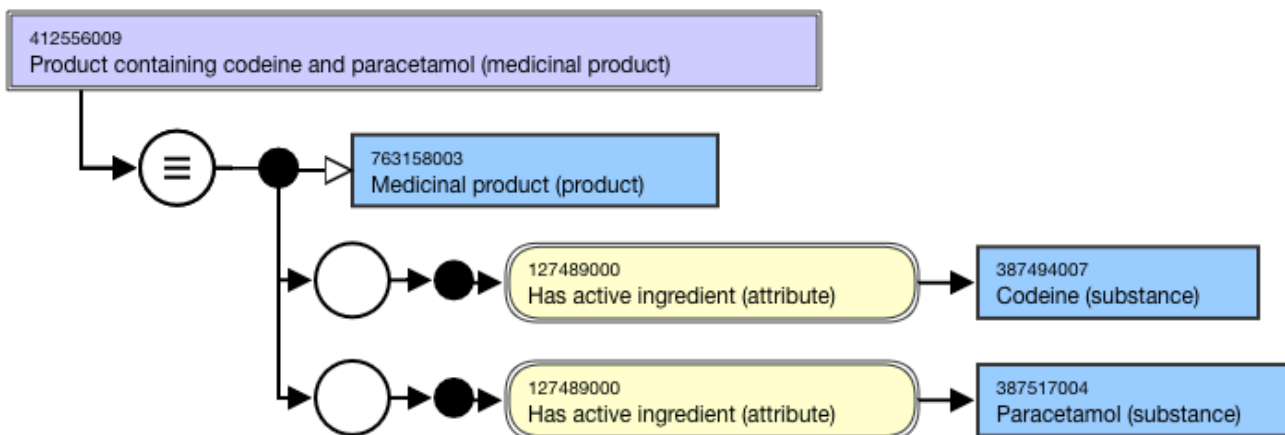 412556009
Product containing codeine and paracetamol (medicinal product)
763158003
Medicinal product (product)
127489000
Has active ingredient (attribute)
387494007
Codeine (substance)
127489000
Has active ingredient (attribute)
387517004
Paracetamol (substance)